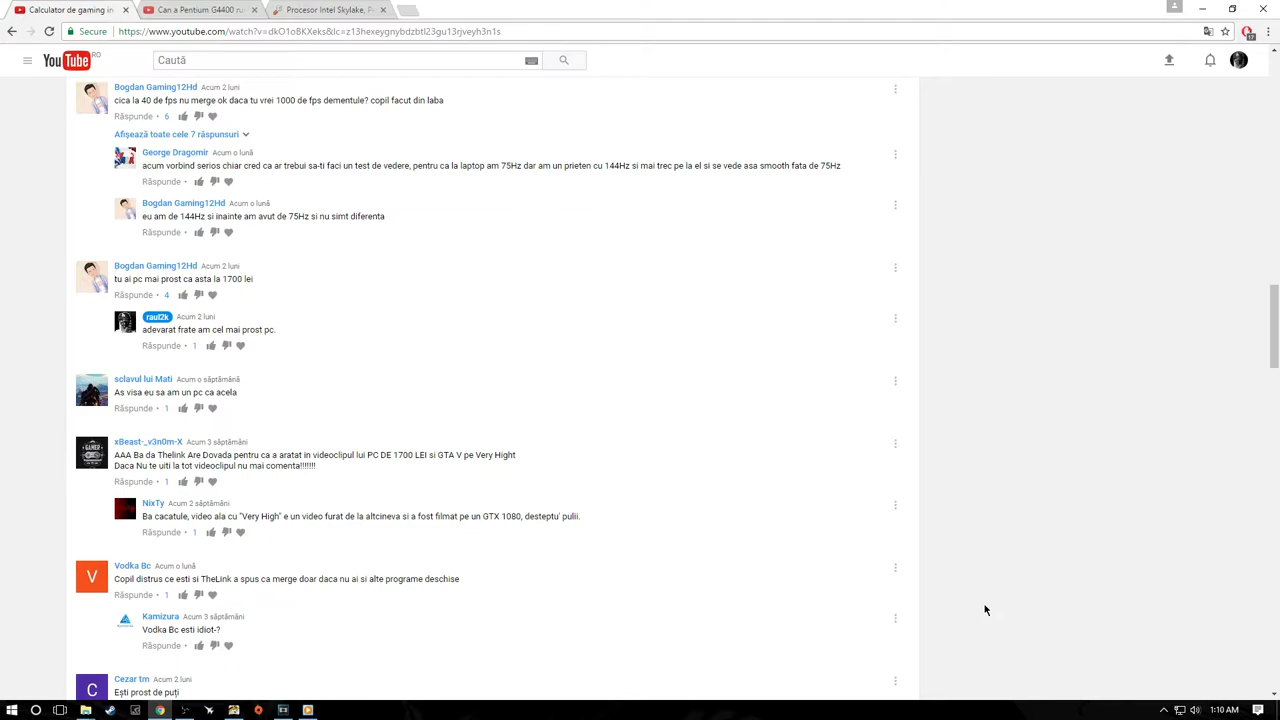 Calculator de gaming in
Can a Pentium G4400 run
Procesor Intel Skylake, P
Secure
https://www.youtube.com/watch?v=dkO1oBKXeks&lc=z13hexeygnybdzbtl23gu13rjveyh3n1s
17
YouTube RO
Caută
Bogdan Gaming12Hd Acum 2 luni
cica la 40 de fps nu merge ok daca tu vrei 1000 de fps dementule? copil facut din laba
Răspunde • 6
Afișează toate cele 7 răspunsuri
George Dragomir Acum o lună
acum vorbind serios chiar cred ca ar trebui sa-ti faci un test de vedere, pentru ca la laptop am 75Hz dar am un prieten cu 144Hz si mai trec pe la el si se vede asa smooth fata de 75Hz
Răspunde •
Bogdan Gaming12Hd Acum o lună
eu am de 144Hz si inainte am avut de 75Hz si nu simt diferenta
Răspunde •
Bogdan Gaming12Hd Acum 2 luni
tu ai pc mai prost ca asta la 1700 lei
Răspunde • 4
raul2k Acum 2 luni
adevarat frate am cel mai prost pc.
Răspunde • 1
sclavul lui Mati Acum o săptămână
As visa eu sa am un pc ca acela
Răspunde • 1
xBeast-_v3n0m-X Acum 3 săptămâni
AAA Ba da Thelink Are Dovada pentru ca a aratat in videoclipul lui PC DE 1700 LEI si GTA V pe Very Hight
Daca Nu te uiti la tot videoclipul nu mai comenta!!!!!!!
Răspunde • 1
NixTy Acum 2 săptămâni
Ba cacatule, video ala cu "Very High" e un video furat de la altcineva si a fost filmat pe un GTX 1080, desteptu' pulii.
Răspunde • 1
V
Vodka Bc Acum o lună
Copil distrus ce esti si TheLink a spus ca merge doar daca nu ai si alte programe deschise
Răspunde • 1
Kamizura Acum 3 săptămâni
Vodka Bc esti idiot-?
Răspunde •
C
Cezar tm Acum 2 luni
Ești prost de puți
1:10 AM